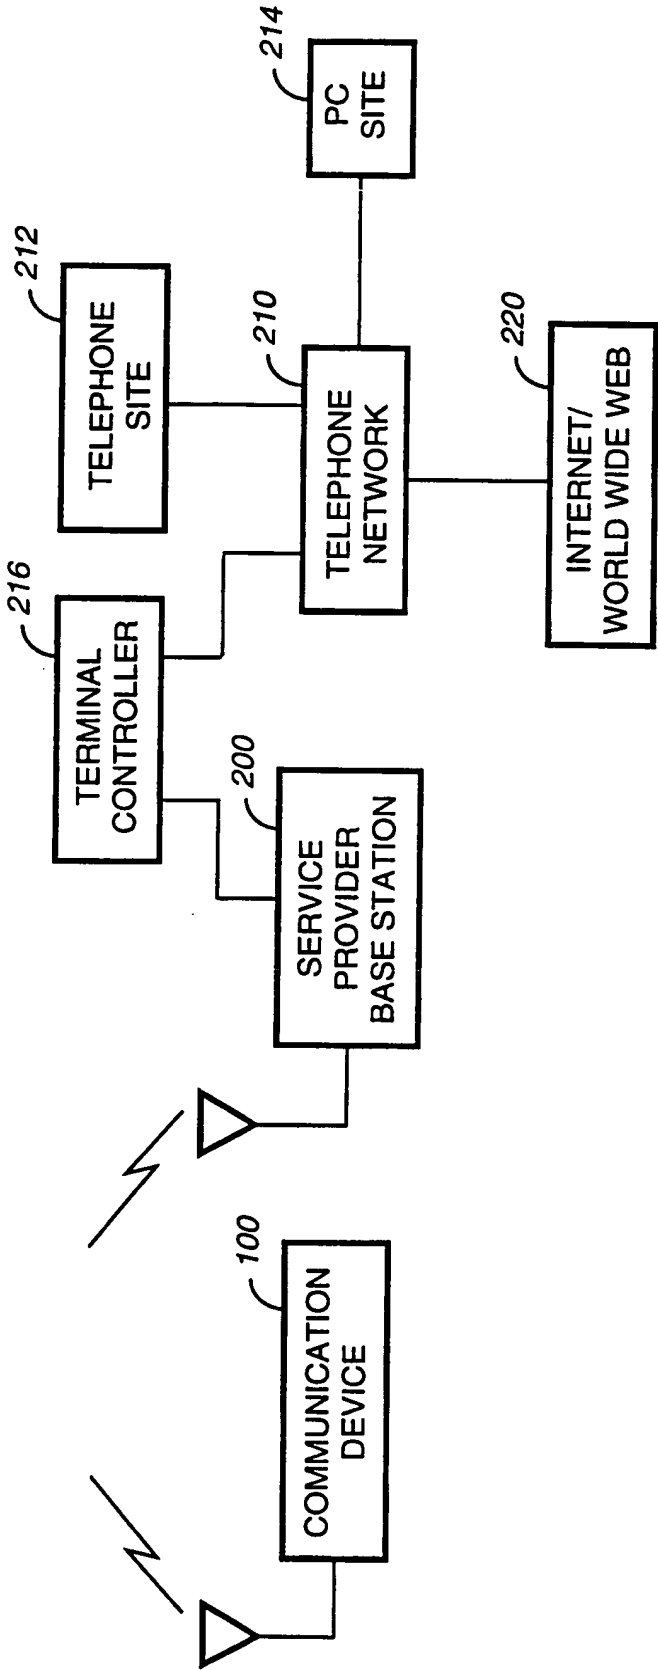 COMMUNICATION
DEVICE
100
SERVICE
PROVIDER
BASE STATION
200
TERMINAL
CONTROLLER
216
TELEPHONE
SITE
212
TELEPHONE
NETWORK
210
PC
SITE
214
INTERNET/
WORLD WIDE WEB
220